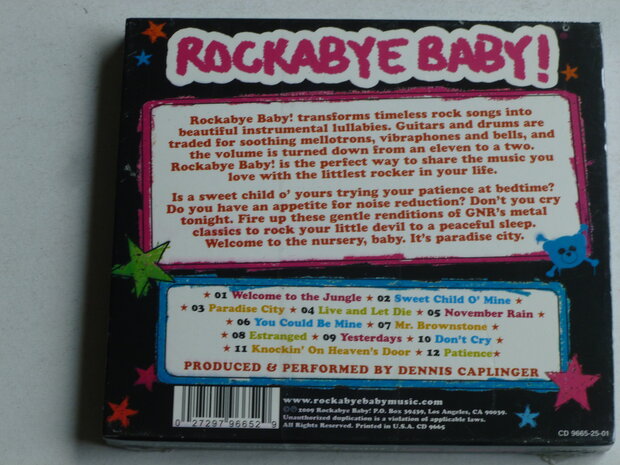 ROCKABYE BABY!
Rockabye Baby! transforms timeless rock songs into
beautiful instrumental lullabies. Guitars and drums are
traded for soothing mellotrons, vibraphones and bells, and
the volume is turned down from an eleven to a two.
Rockabye Baby! is the perfect way to share the music you
love with the littlest rocker in your life.
Is a sweet child o' yours trying your patience at bedtime?
Do you have an appetite for noise reduction? Don't you cry
tonight. Fire up these gentle renditions of GNR's metal
classics to rock your little devil to a peaceful sleep.
Welcome to the nursery, baby. It's paradise city.
★ 01 Welcome to the Jungle ★ 02 Sweet Child O' Mine ★
★ 03 Paradise City ★ 04 Live and Let Die ★ 05 November Rain ★
★ 06 You Could Be Mine ★ 07 Mr. Brownstone ★
★ 08 Estranged ★ 09 Yesterdays ★ 10 Don't Cry ★
★ 11 Knockin' On Heaven's Door ★ 12 Patience ★
PRODUCED & PERFORMED BY DENNIS CAPLINGER
www.rockabyebabymusic.com
©℗ 2009 Rockabye Baby! P.O. Box 39439, Los Angeles, CA 90039.
Unauthorized duplication is a violation of applicable laws.
Printed in U.S.A. CD 9665
0 27297 96652 9
CD 9665-25-01